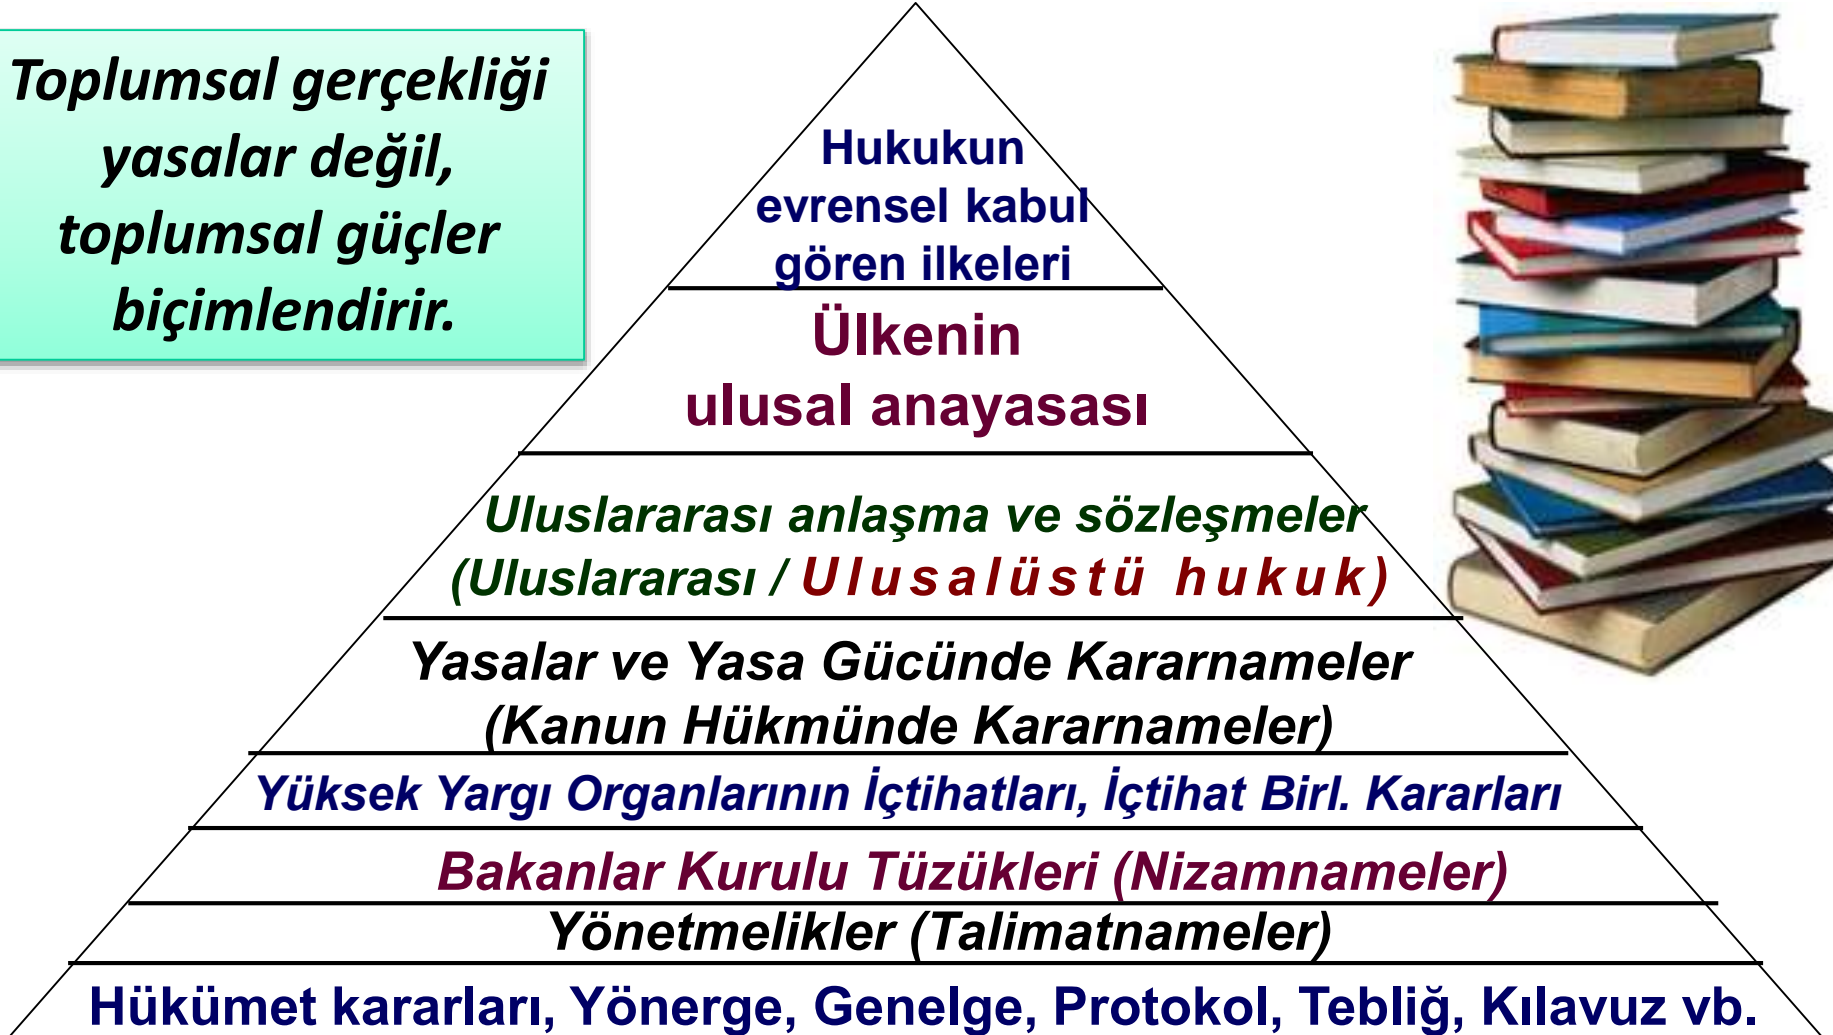 Toplumsal gerçekliği
yasalar değil,
toplumsal güçler
biçimlendirir.
Hukukun
evrensel kabul
gören ilkeleri
Ülkenin
ulusal anayasası
Uluslararası anlaşma ve sözleşmeler
(Uluslararası / Ulusalüstü hukuk)
Yasalar ve Yasa Gücünde Kararnameler
(Kanun Hükmünde Kararnameler)
Yüksek Yargı Organlarının İçtihatları, İçtihat Birl. Kararları
Bakanlar Kurulu Tüzükleri (Nizamnameler)
Yönetmelikler (Talimatnameler)
Hükümet kararları, Yönerge, Genelge, Protokol, Tebliğ, Kılavuz vb.